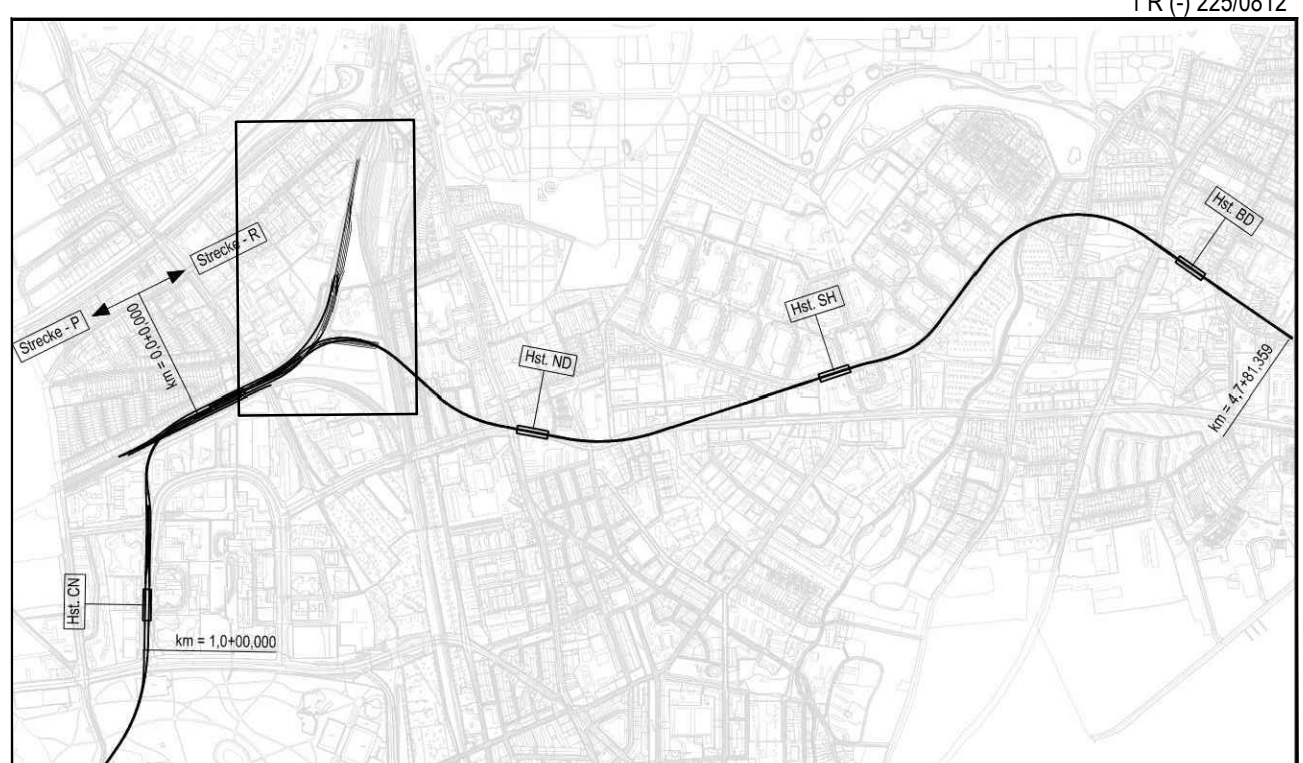 TR (-) 225/0812
Hst. BD
Strecke - R
Strecke - P
km = 0,0+0,000
Hst. SH
Hst. ND
km = 4,7+81,359
Hst. CN
km = 1,0+00,000